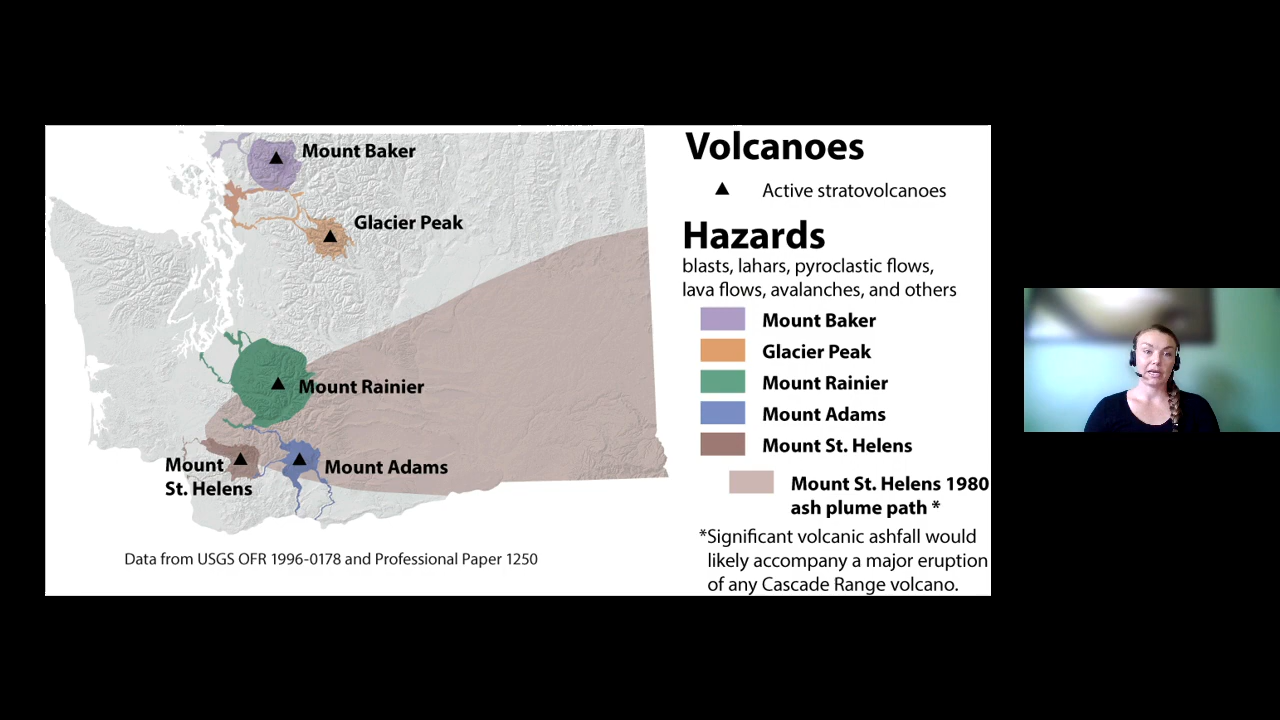 Mount Baker
Glacier Peak
Mount Rainier
Mount
St. Helens
Mount Adams
Data from USGS OFR 1996-0178 and Professional Paper 1250
Volcanoes
Active stratovolcanoes
Hazards
blasts, lahars, pyroclastic flows,
lava flows, avalanches, and others
Mount Baker
Glacier Peak
Mount Rainier
Mount Adams
Mount St. Helens
Mount St. Helens 1980
ash plume path *
*Significant volcanic ashfall would
likely accompany a major eruption
of any Cascade Range volcano.